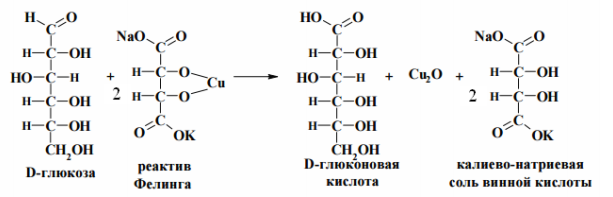 H O
C
H–C–OH
HO–C–H
H–C–OH
H–C–OH
CH₂OH
D-глюкоза
+
2
NaO C O
H–C–O
Cu
H–C–O
C
O OK
реактив
Фелинга
HO O
C
H–C–OH
HO–C–H
H–C–OH
H–C–OH
CH₂OH
D-глюконовая
кислота
+ Cu₂O +
2
NaO C O
H–C–OH
H–C–OH
C
O OK
калиево-натриевая
соль винной кислоты